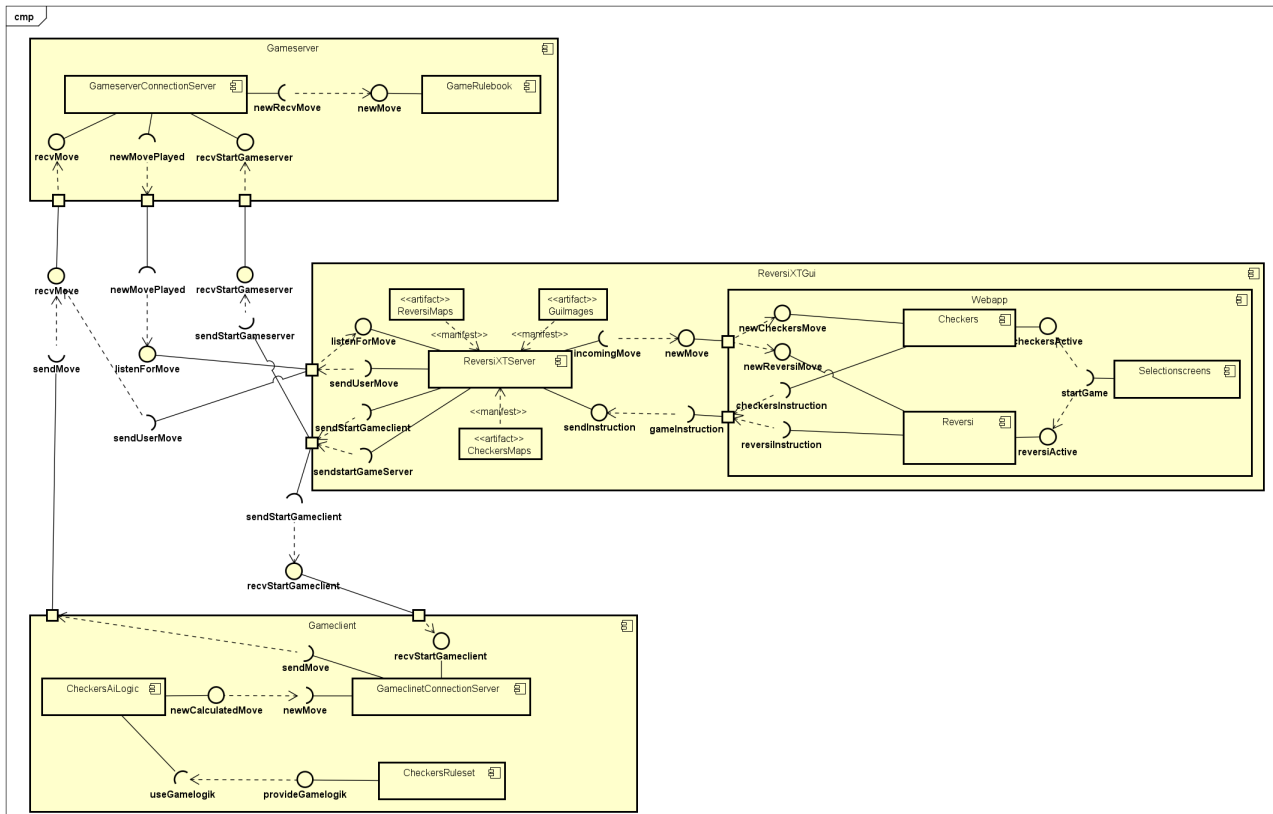 cmp
Gameserver
GameserverConnectionServer
GameRulebook
newRecvMove
newMove
recvMove
newMovePlayed
recvStartGameserver
recvMove
newMovePlayed
recvStartGameserver
sendStartGameserver
sendMove
listenForMove
sendUserMove
ReversiXTGui
<<artifact>>
ReversiMaps
<<artifact>>
GuiImages
<<manifest>>
<<manifest>>
listenForMove
ReversiXTServer
incomingMove
newMove
sendUserMove
sendStartGameclient
<<manifest>>
<<artifact>>
CheckersMaps
sendstartGameServer
sendInstruction
gameInstruction
Webapp
newCheckersMove
Checkers
checkersActive
newReversiMove
Selectionscreens
startGame
checkersInstruction
Reversi
reversiInstruction
reversiActive
sendStartGameclient
recvStartGameclient
Gameclient
sendMove
recvStartGameclient
CheckersAiLogic
newCalculatedMove
newMove
GameclinetConnectionServer
useGamelogik
provideGamelogik
CheckersRuleset